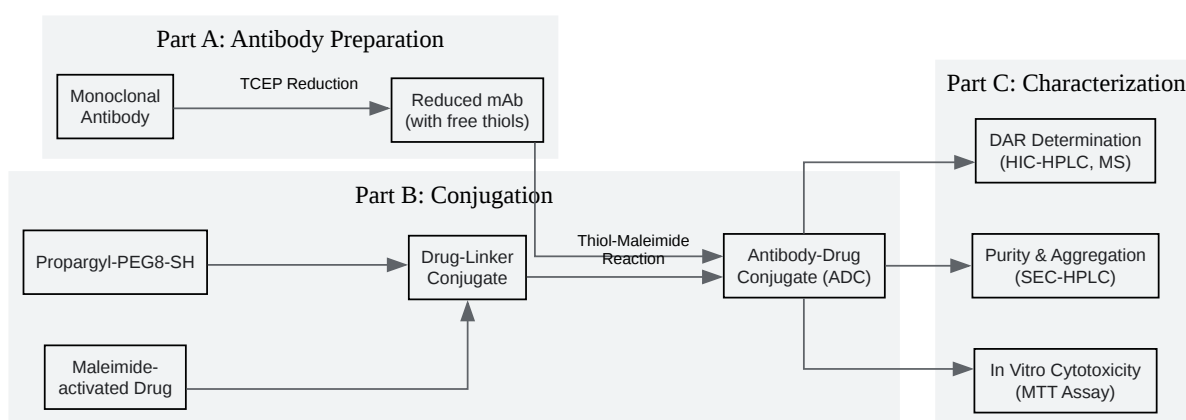 Part A: Antibody Preparation
Monoclonal
Antibody
TCEP Reduction
Reduced mAb
(with free thiols)
Part B: Conjugation
Propargyl-PEG8-SH
Maleimide-
activated Drug
Drug-Linker
Conjugate
Thiol-Maleimide
Reaction
Antibody-Drug
Conjugate (ADC)
Part C: Characterization
DAR Determination
(HIC-HPLC, MS)
Purity & Aggregation
(SEC-HPLC)
In Vitro Cytotoxicity
(MTT Assay)